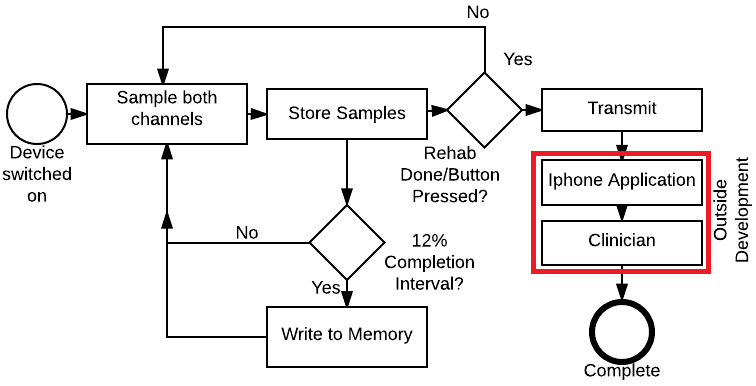 No
Yes
Sample both
channels
Store Samples
Transmit
Device
switched
on
Rehab
Done/Button
Pressed?
Iphone Application
Outside
Development
Clinician
No
12%
Completion
Interval?
Yes
Write to Memory
Complete